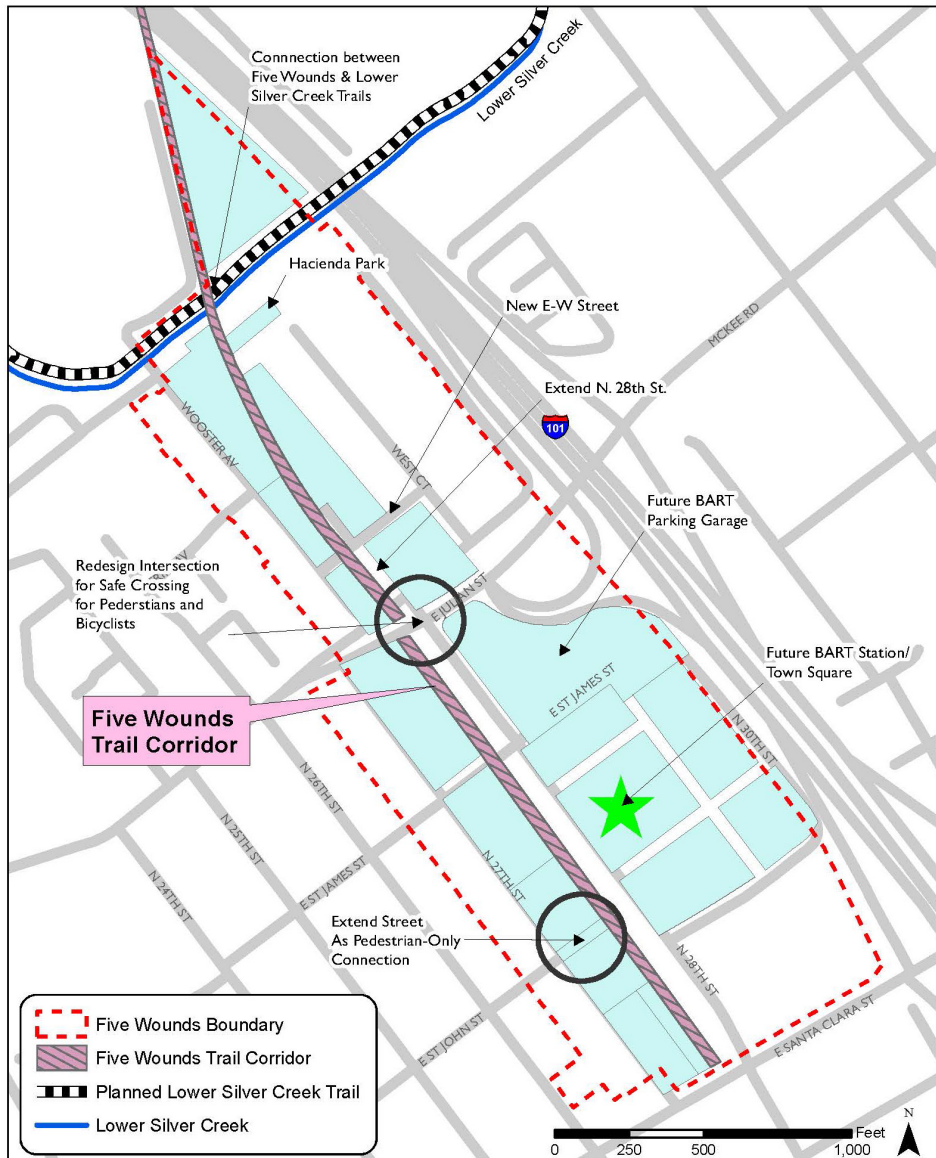 Connnection between
Five Wounds & Lower
Silver Creek Trails
Lower Silver Creek
Hacienda Park
New E-W Street
MCKEE RD
Extend N. 28th St.
101
WOOSTER AV
WEST CT
Future BART
Parking Garage
Redesign Intersection
for Safe Crossing
for Pederstians and
Bicyclists
AV
E JULIAN ST
Future BART Station/
Town Square
E ST JAMES ST
Five Wounds
Trail Corridor
N 30TH ST
N 26TH ST
N 25TH ST
N 24TH ST
E ST JAMES ST
N 27TH ST
Extend Street
As Pedestrian-Only
Connection
N 28TH ST
E ST JOHN ST
E SANTA CLARA ST
Five Wounds Boundary
Five Wounds Trail Corridor
Planned Lower Silver Creek Trail
Lower Silver Creek
Feet
0 250 500 1,000
N